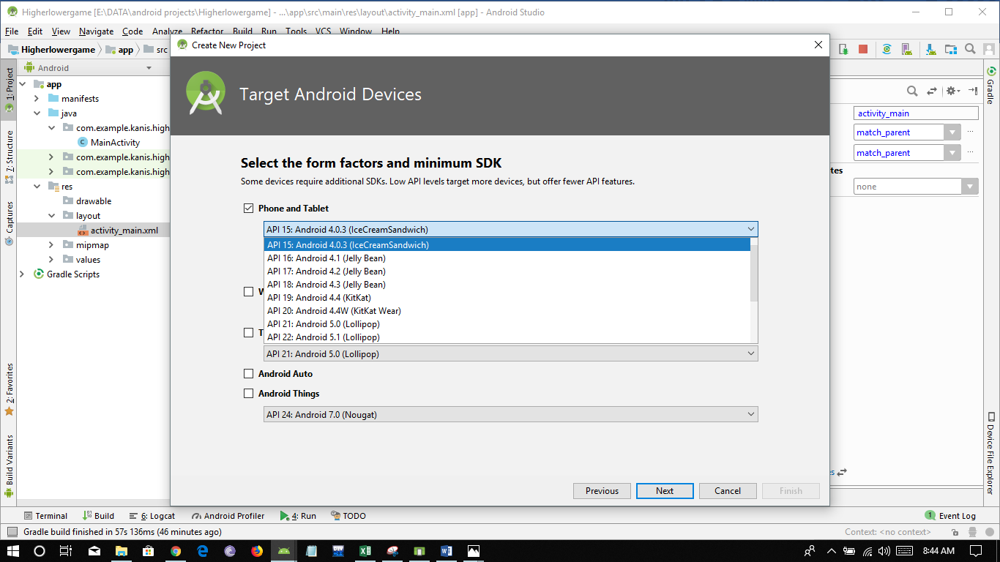 Higherlowergame [E:\DATA\android projects\Higherlowergame] - ...\app\src\main\res\layout\activity_main.xml [app] - Android Studio
File Edit View Navigate Code Analyze Refactor Build Run Tools VCS Window Help
Higherlowergame app src
Create New Project
Target Android Devices
Select the form factors and minimum SDK
Some devices require additional SDKs. Low API levels target more devices, but offer fewer API features.
Phone and Tablet
API 15: Android 4.0.3 (IceCreamSandwich)
API 15: Android 4.0.3 (IceCreamSandwich)
API 16: Android 4.1 (Jelly Bean)
API 17: Android 4.2 (Jelly Bean)
API 18: Android 4.3 (Jelly Bean)
API 19: Android 4.4 (KitKat)
API 20: Android 4.4W (KitKat Wear)
API 21: Android 5.0 (Lollipop)
API 22: Android 5.1 (Lollipop)
API 21: Android 5.0 (Lollipop)
Android Auto
Android Things
API 24: Android 7.0 (Nougat)
Previous Next Cancel Finish
1: Project
7: Structure
Captures
2: Favorites
Build Variants
Android
app
manifests
java
com.example.kanis.high
MainActivity
com.example.kanis.high
com.example.kanis.high
res
drawable
layout
activity_main.xml
mipmap
values
Gradle Scripts
activity_main
match_parent ...
match_parent ...
tes
none
Gradle
Device File Explorer
Terminal Build 6: Logcat Android Profiler 4: Run TODO 1 Event Log
Gradle build finished in 57s 136ms (46 minutes ago) Context: <no context>
8:44 AM